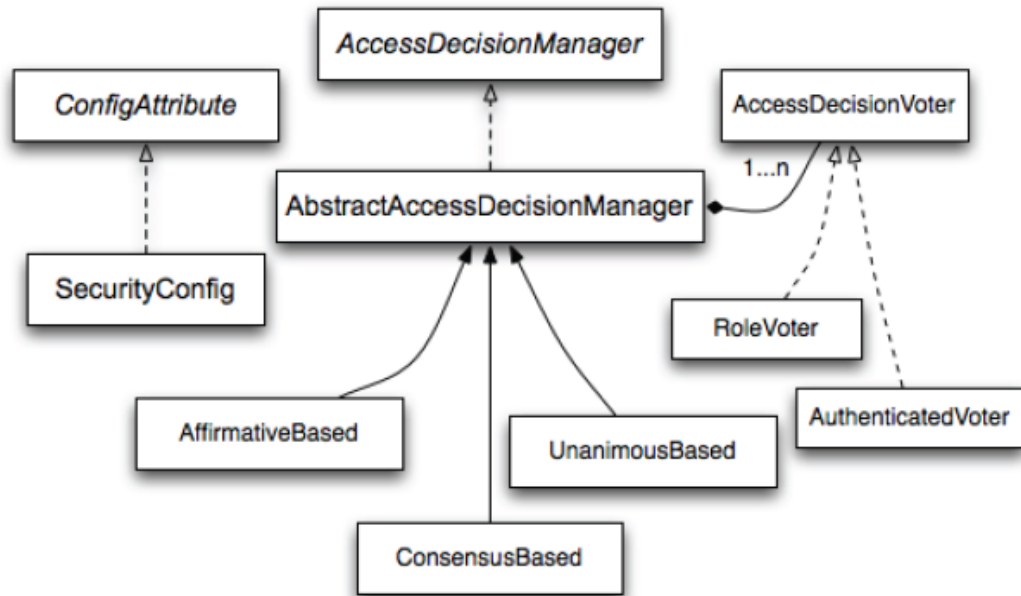 AccessDecisionManager
ConfigAttribute
AccessDecisionVoter
1...n
AbstractAccessDecisionManager
SecurityConfig
RoleVoter
AffirmativeBased
UnanimousBased
AuthenticatedVoter
ConsensusBased